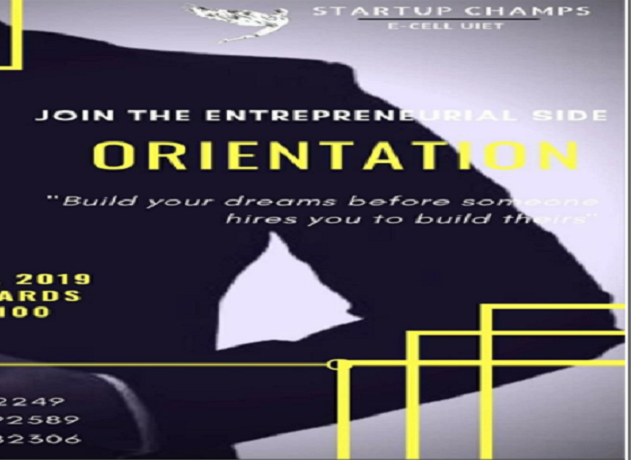 STARTUP CHAMPS
E-CELL UIET
JOIN THE ENTREPRENEURIAL SIDE
ORIENTATION
"Build your dreams before someone
hires you to build theirs"
2019
ARDS
100
2249
92589
32306